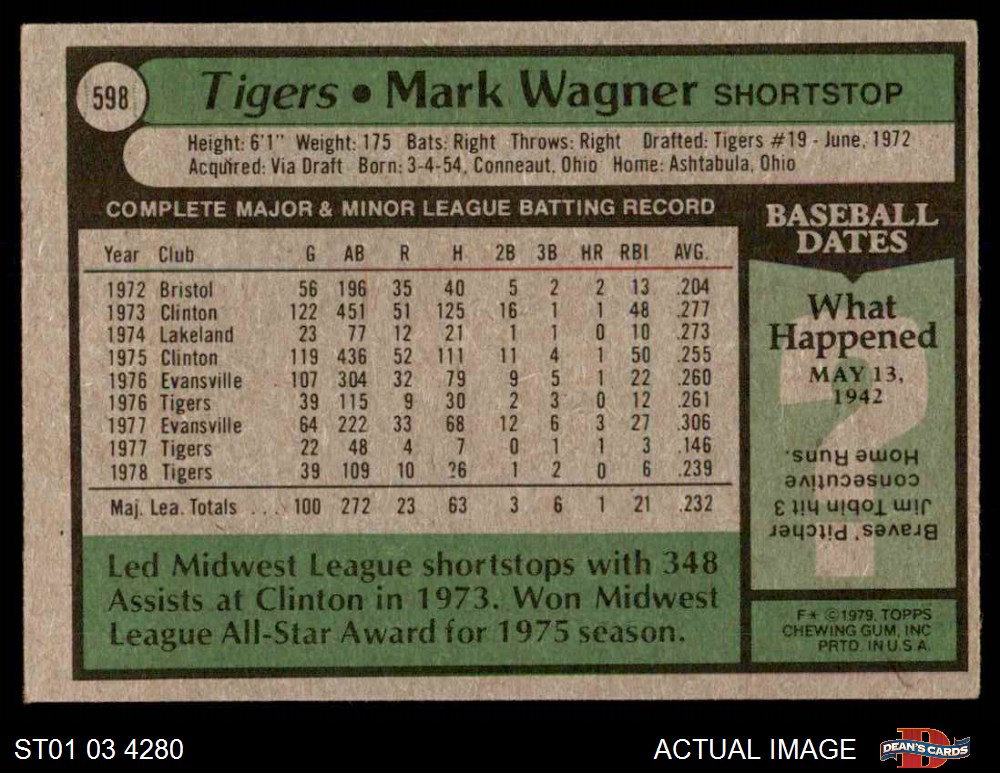 598
Tigers • Mark Wagner SHORTSTOP
Height: 6'1" Weight: 175 Bats: Right Throws: Right Drafted: Tigers #19 - June, 1972
Acquired: Via Draft Born: 3-4-54, Conneaut, Ohio Home: Ashtabula, Ohio
COMPLETE MAJOR & MINOR LEAGUE BATTING RECORD
Year Club G AB R H 2B 3B HR RBI AVG.
1972 Bristol 56 196 35 40 5 2 2 13 .204
1973 Clinton 122 451 51 125 16 1 1 48 .277
1974 Lakeland 23 77 12 21 1 1 0 10 .273
1975 Clinton 119 436 52 111 11 4 1 50 .255
1976 Evansville 107 304 32 79 9 5 1 22 .260
1976 Tigers 39 115 9 30 2 3 0 12 .261
1977 Evansville 64 222 33 68 12 6 3 27 .306
1977 Tigers 22 48 4 7 0 1 1 3 .146
1978 Tigers 39 109 10 26 1 2 0 6 .239
Maj. Lea. Totals . . . 100 272 23 63 3 6 1 21 .232
Led Midwest League shortstops with 348
Assists at Clinton in 1973. Won Midwest
League All-Star Award for 1975 season.
BASEBALL
DATES
What
Happened
MAY 13,
1942
Braves' Pitcher
Jim Tobin hit 3
consecutive
Home Runs.
F* ©1979, TOPPS
CHEWING GUM, INC
PRTD. IN U.S.A.
ST01 03 4280
ACTUAL IMAGE
D
DEAN'S CARDS